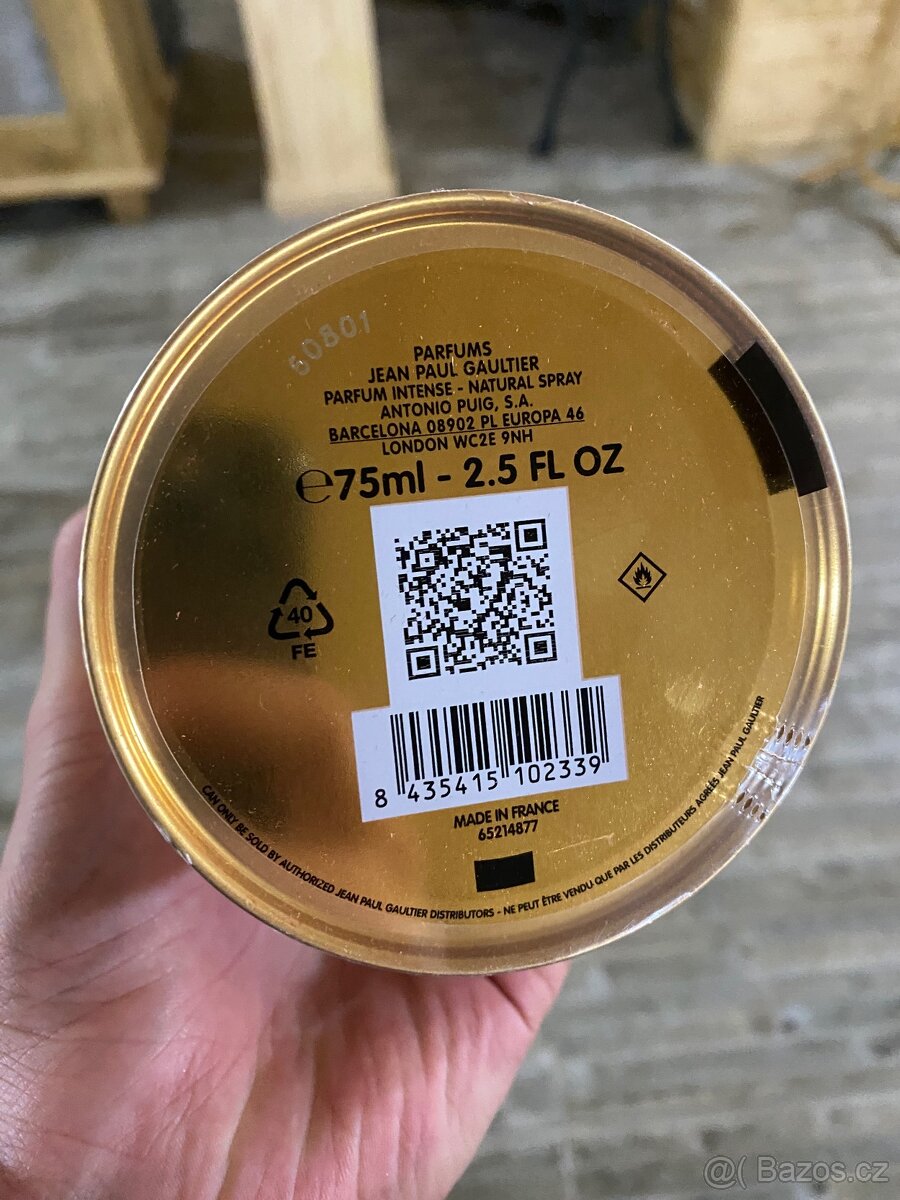 60801
PARFUMS
JEAN PAUL GAULTIER
PARFUM INTENSE - NATURAL SPRAY
ANTONIO PUIG, S.A.
BARCELONA 08902 PL EUROPA 46
LONDON WC2E 9NH
℮75ml - 2.5 FL OZ
40
FE
8 435415 102339
MADE IN FRANCE
65214877
CAN ONLY BE SOLD BY AUTHORIZED JEAN PAUL GAULTIER DISTRIBUTORS - NE PEUT ÊTRE VENDU QUE PAR LES DISTRIBUTEURS AGRÉÉS JEAN PAUL GAULTIER
@( Bazos.cz